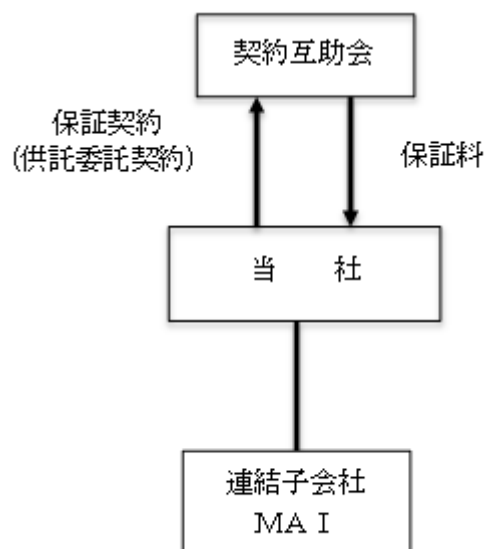 契約互助会
保証契約
(供託委託契約)
保証料
当　　社
連結子会社
ＭＡＩ